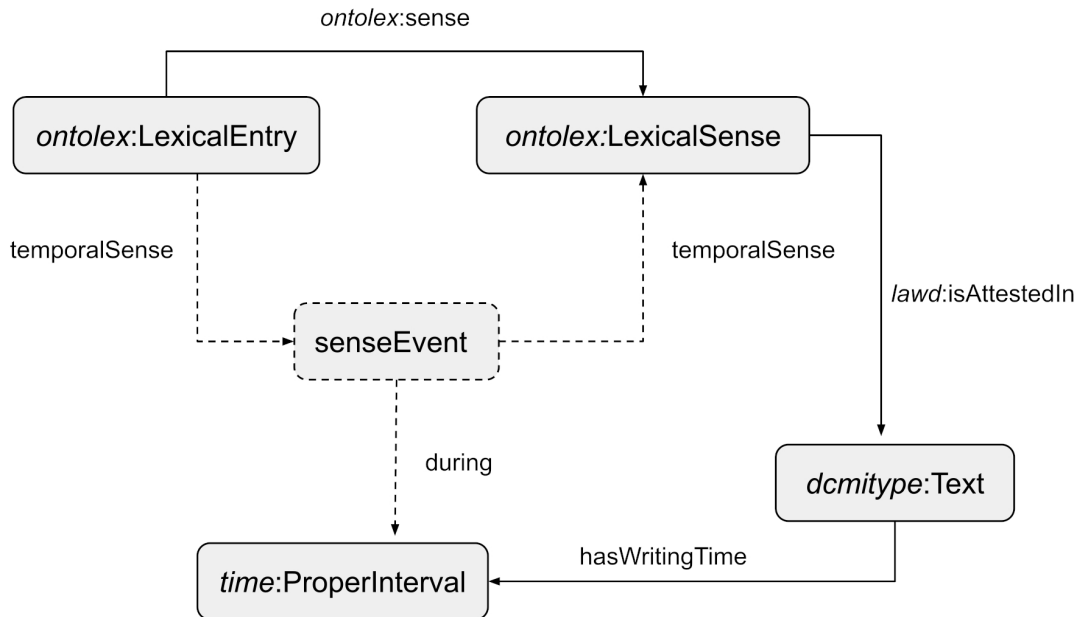 ontolex:sense
ontolex:LexicalEntry
ontolex:LexicalSense
temporalSense
temporalSense
lawd:isAttestedIn
senseEvent
during
dcmitype:Text
hasWritingTime
time:ProperInterval